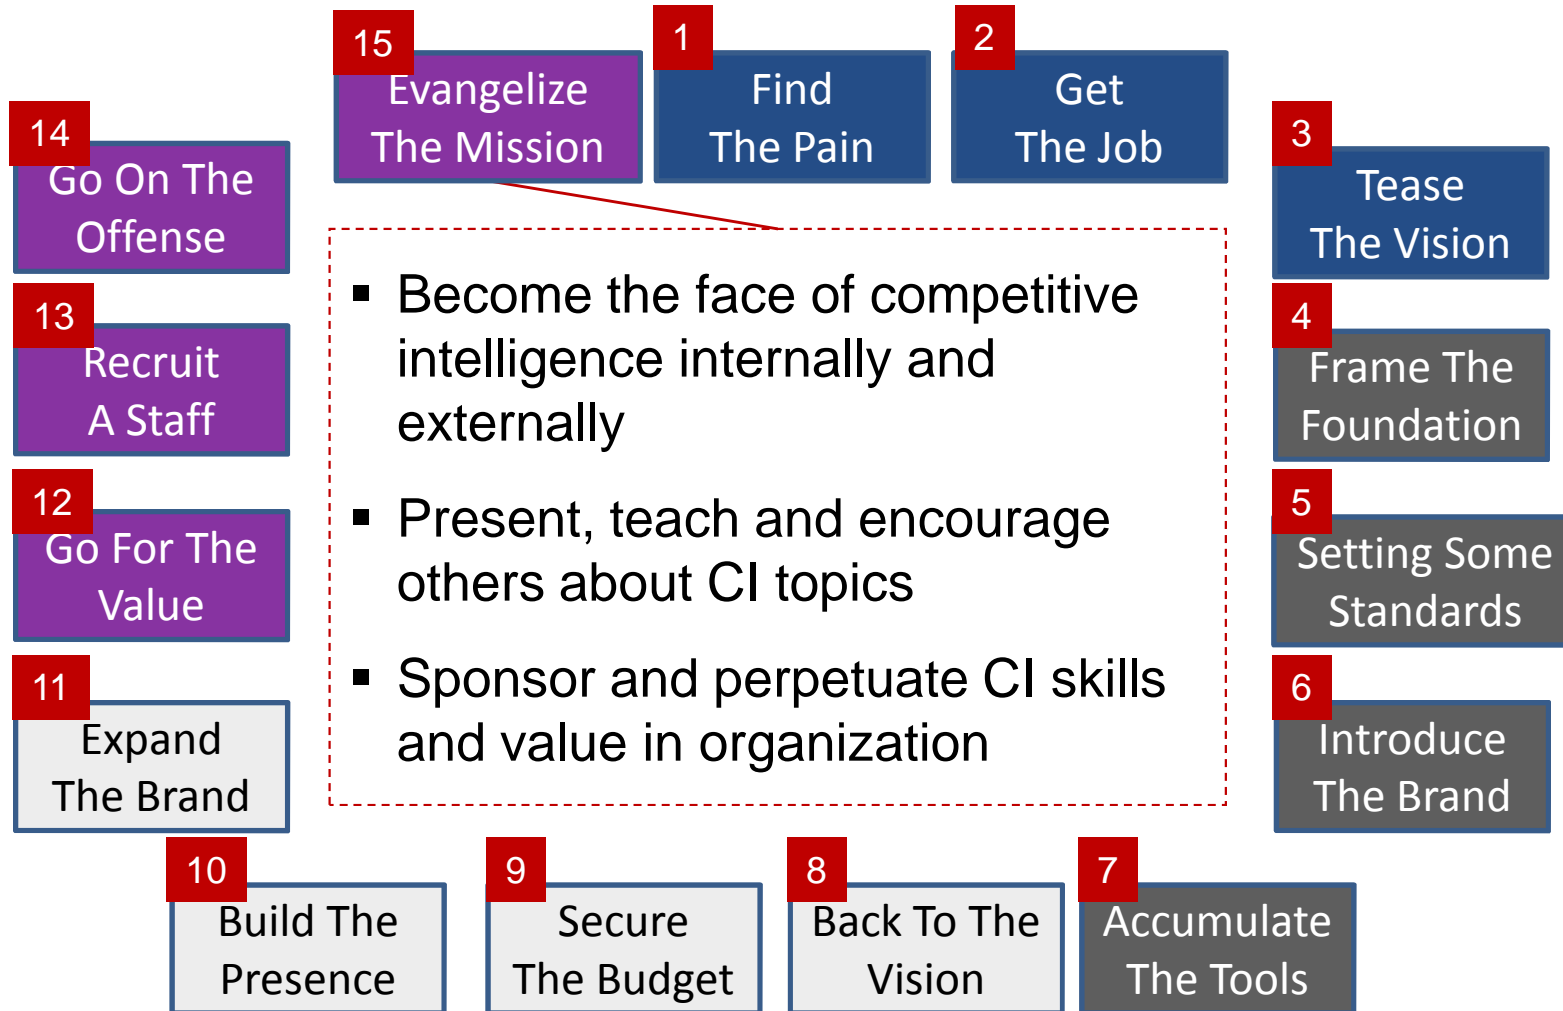 15
Evangelize
The Mission
1
Find
The Pain
2
Get
The Job
3
Tease
The Vision
4
Frame The
Foundation
5
Setting Some
Standards
6
Introduce
The Brand
7
Accumulate
The Tools
8
Back To The
Vision
9
Secure
The Budget
10
Build The
Presence
11
Expand
The Brand
12
Go For The
Value
13
Recruit
A Staff
14
Go On The
Offense
▪ Become the face of competitive
intelligence internally and
externally
▪ Present, teach and encourage
others about CI topics
▪ Sponsor and perpetuate CI skills
and value in organization